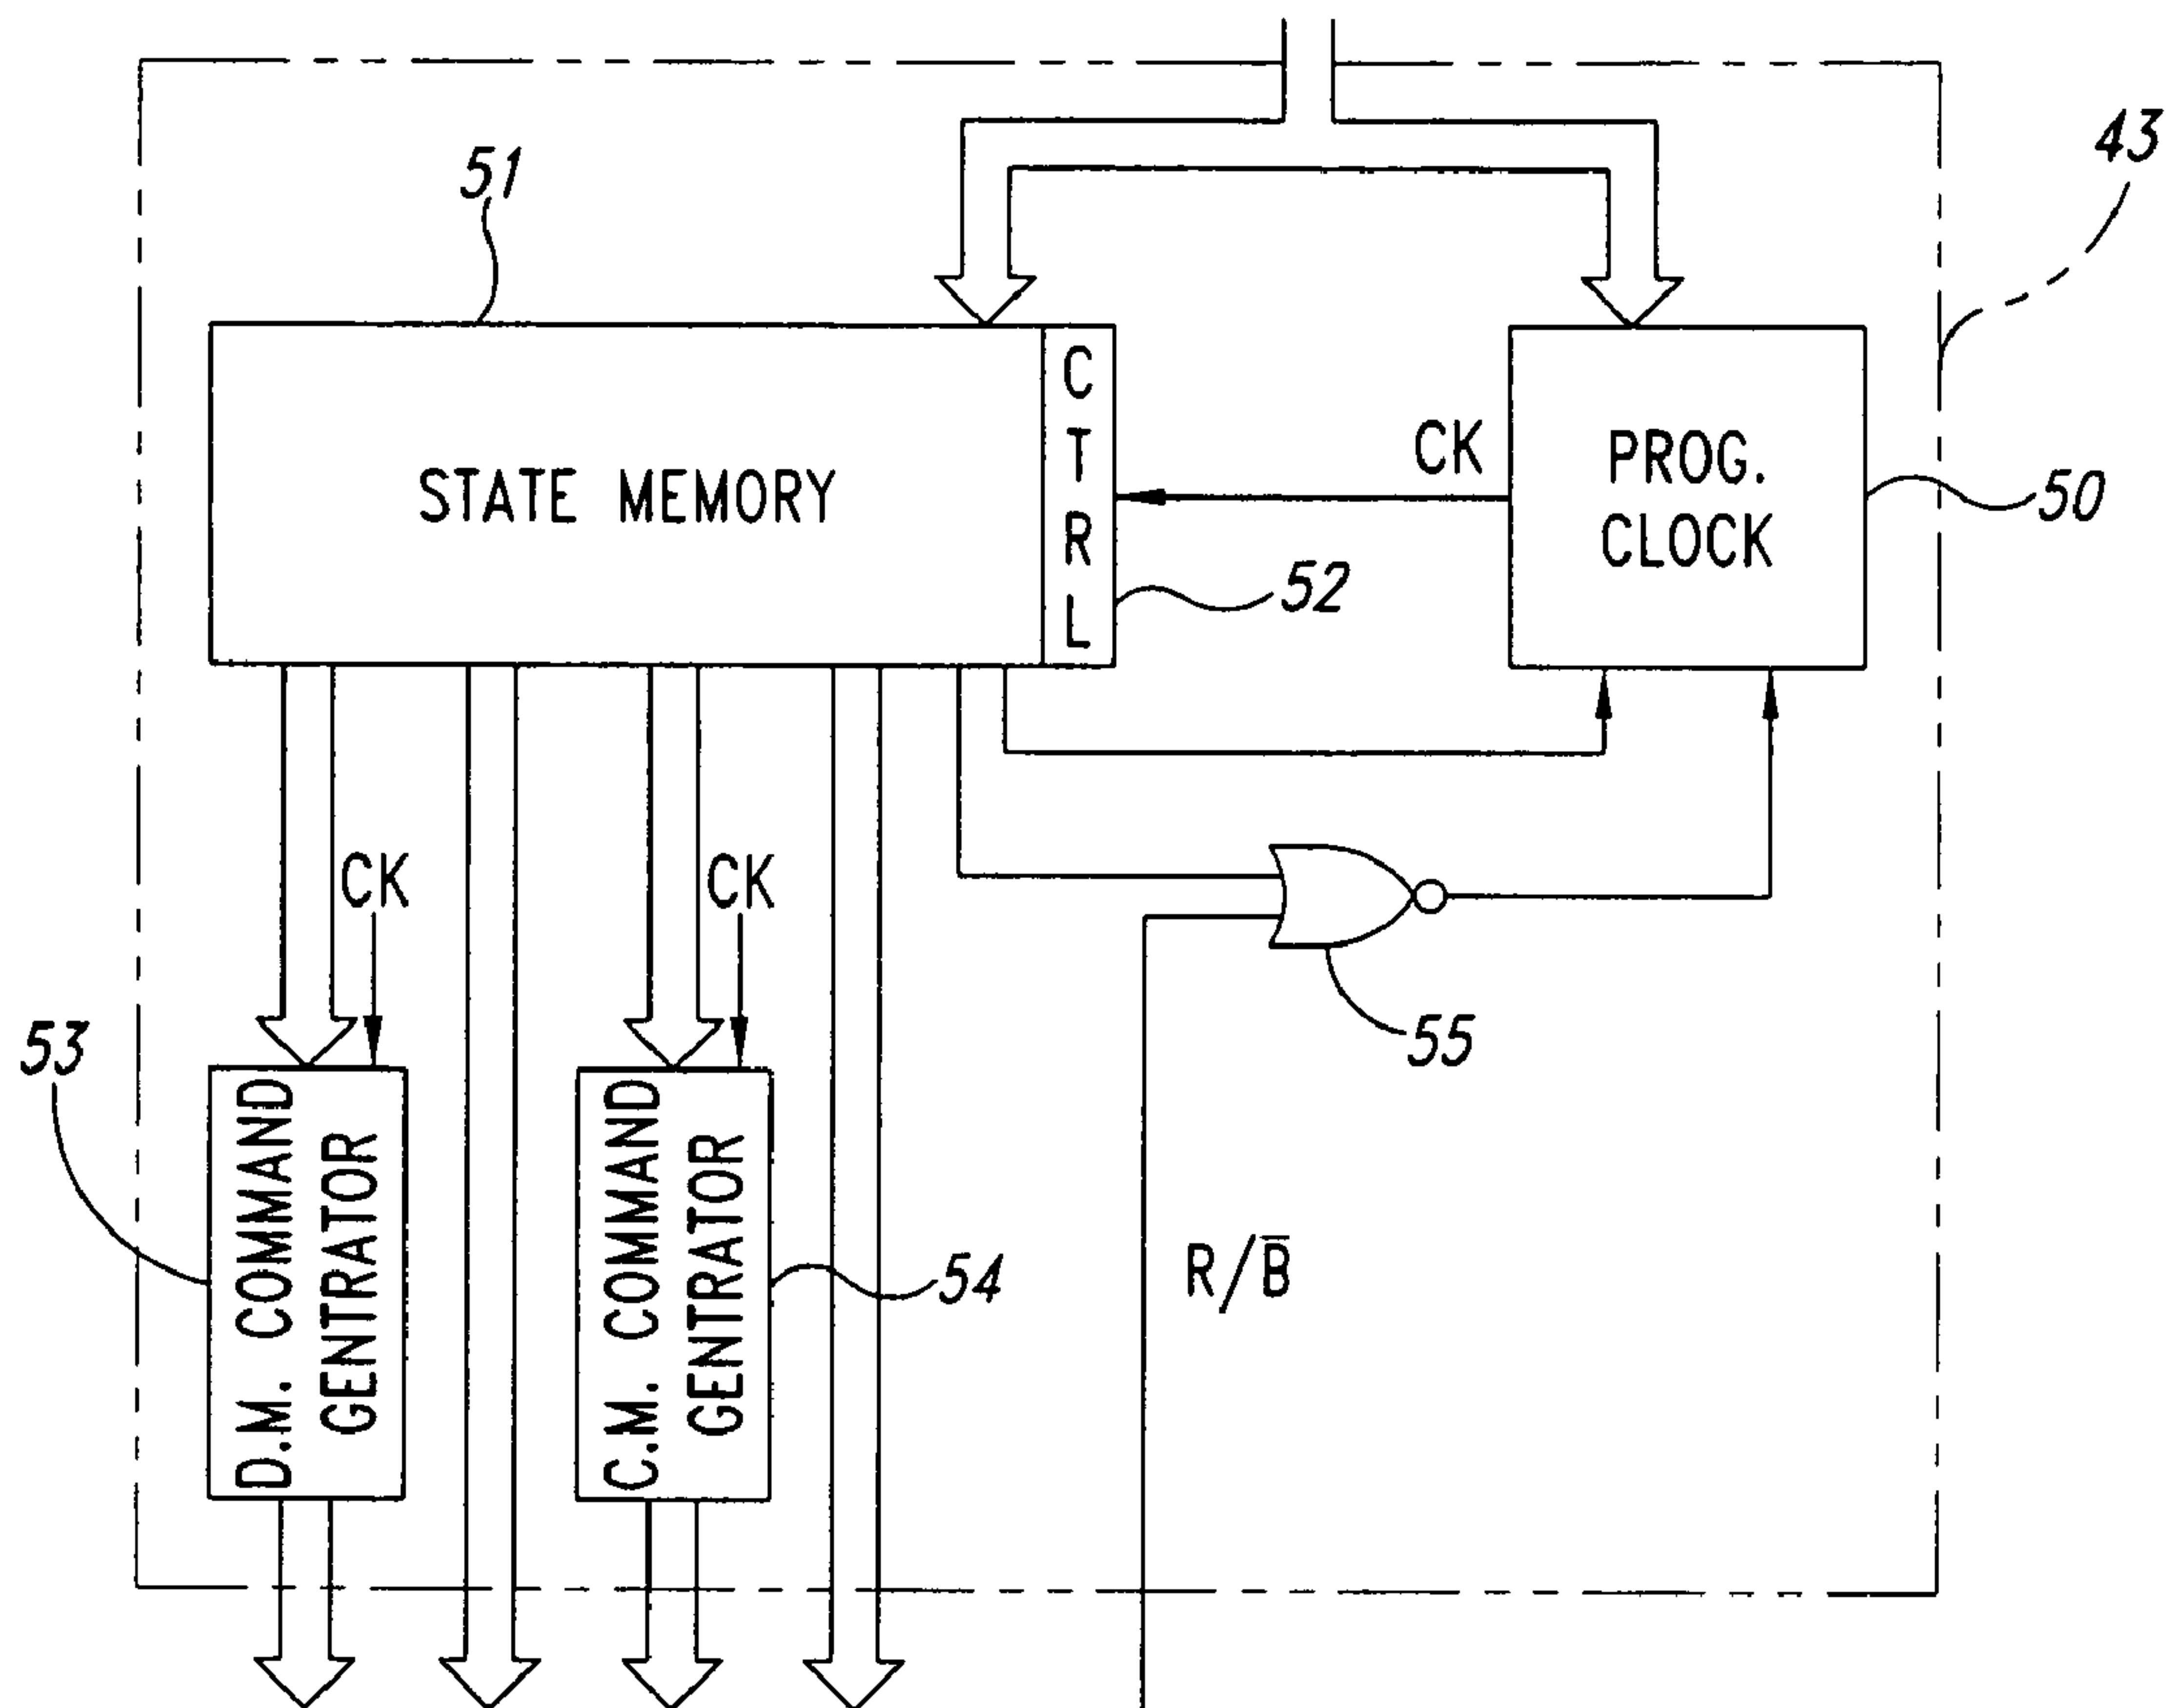 43
51
C
T
R
L
STATE MEMORY
CK
PROG.
CLOCK
50
52
CK
CK
55
53
D.M. COMMAND
GENTRATOR
C.M. COMMAND
GENTRATOR
54
R/B̅